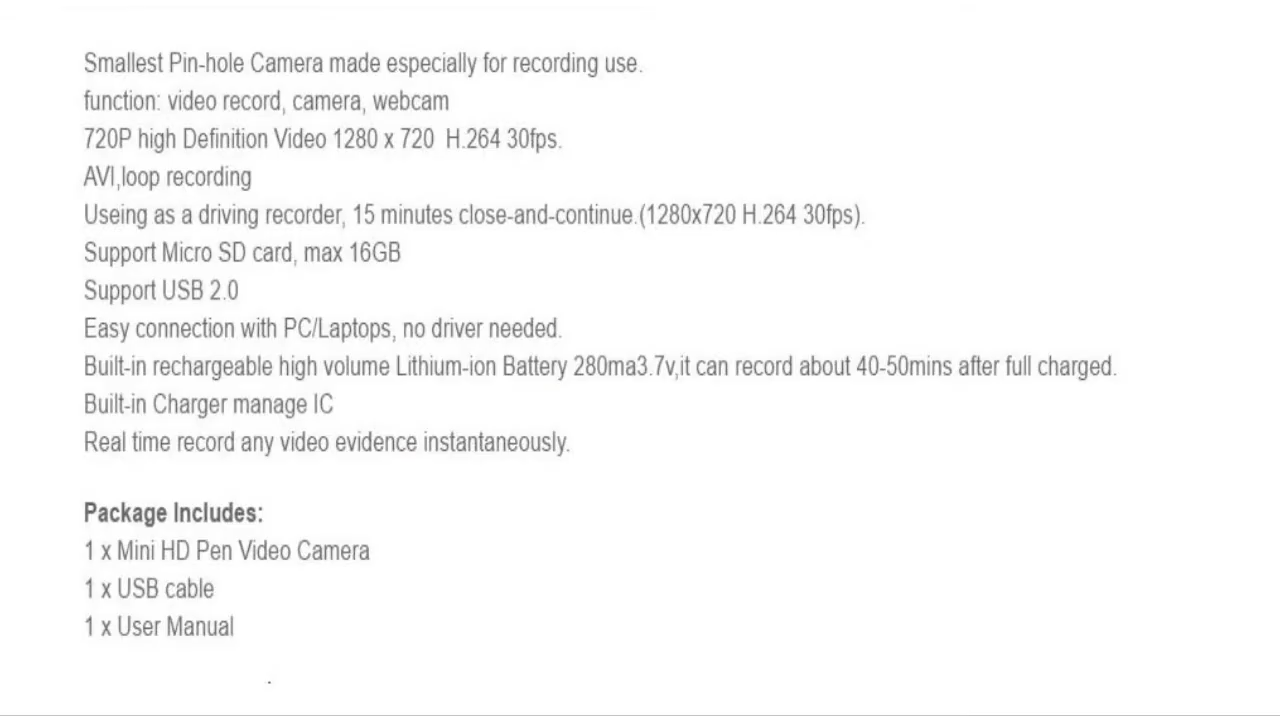 Smallest Pin-hole Camera made especially for recording use.
function: video record, camera, webcam
720P high Definition Video 1280 x 720  H.264 30fps.
AVI,loop recording
Useing as a driving recorder, 15 minutes close-and-continue.(1280x720 H.264 30fps).
Support Micro SD card, max 16GB
Support USB 2.0
Easy connection with PC/Laptops, no driver needed.
Built-in rechargeable high volume Lithium-ion Battery 280ma3.7v,it can record about 40-50mins after full charged.
Built-in Charger manage IC
Real time record any video evidence instantaneously.
Package Includes:
1 x Mini HD Pen Video Camera
1 x USB cable
1 x User Manual
.